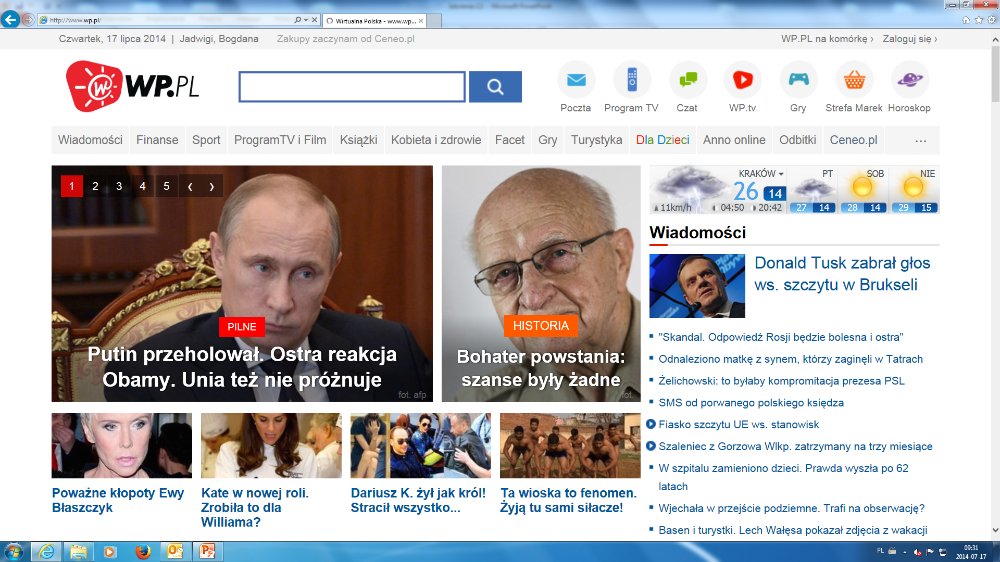 http://www.wp.pl/
Wirtualna Polska - www.wp...
Czwartek, 17 lipca 2014 | Jadwigi, Bogdana
Zakupy zaczynam od Ceneo.pl
WP.PL na komórkę ›
Zaloguj się ›
WP.PL
Poczta
Program TV
Czat
WP.tv
Gry
Strefa Marek
Horoskop
Wiadomości
Finanse
Sport
ProgramTV i Film
Książki
Kobieta i zdrowie
Facet
Gry
Turystyka
Dla Dzieci
Anno online
Odbitki
Ceneo.pl
...
1 2 3 4 5 ‹ ›
PILNE
Putin przeholował. Ostra reakcja
Obamy. Unia też nie próżnuje
fot. afp
HISTORIA
Bohater powstania:
szanse były żadne
fot.
KRAKÓW
26 14
11km/h 04:50 20:42
PT
27 14
SOB
28 14
NIE
29 15
Wiadomości
Donald Tusk zabrał głos
ws. szczytu w Brukseli
"Skandal. Odpowiedź Rosji będzie bolesna i ostra"
Odnaleziono matkę z synem, którzy zaginęli w Tatrach
Żelichowski: to byłaby kompromitacja prezesa PSL
SMS od porwanego polskiego księdza
Fiasko szczytu UE ws. stanowisk
Szaleniec z Gorzowa Wlkp. zatrzymany na trzy miesiące
W szpitalu zamieniono dzieci. Prawda wyszła po 62
latach
Wjechała w przejście podziemne. Trafi na obserwację?
Basen i turystki. Lech Wałęsa pokazał zdjęcia z wakacji
Poważne kłopoty Ewy
Błaszczyk
Kate w nowej roli.
Zrobiła to dla
Williama?
Dariusz K. żył jak król!
Stracił wszystko...
Ta wioska to fenomen.
Żyją tu sami siłacze!
PL
09:31
2014-07-17